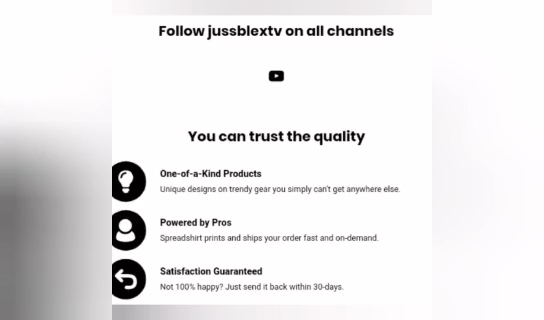 Follow jussblextv on all channels
You can trust the quality
One-of-a-Kind Products
Unique designs on trendy gear you simply can't get anywhere else.
Powered by Pros
Spreadshirt prints and ships your order fast and on-demand.
Satisfaction Guaranteed
Not 100% happy? Just send it back within 30-days.